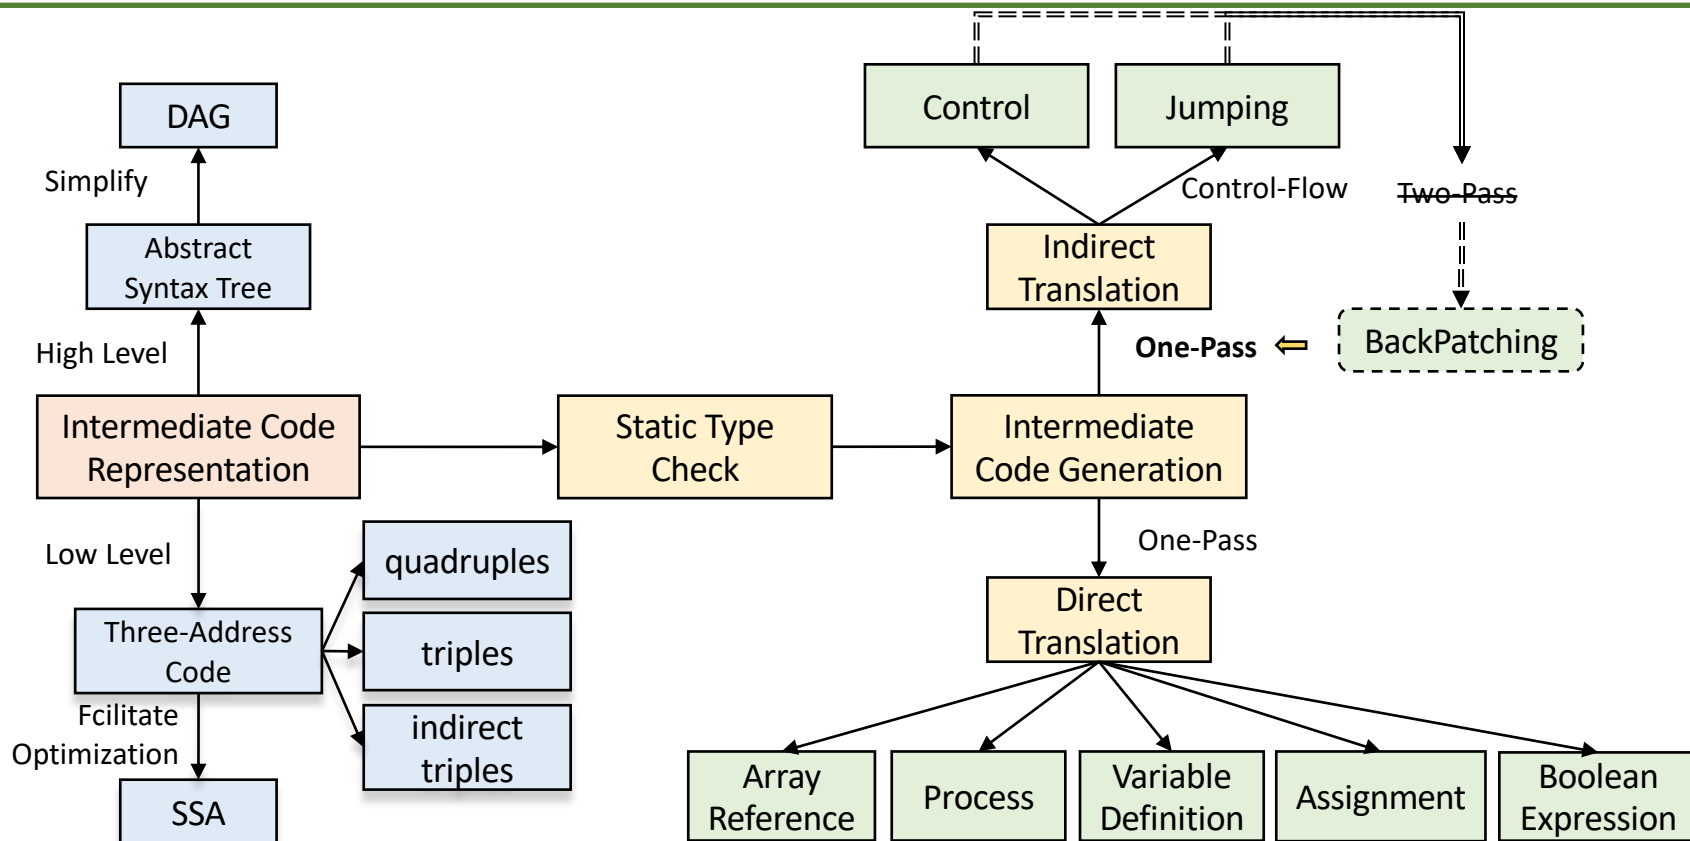 DAG
Simplify
Abstract
Syntax Tree
High Level
Intermediate Code
Representation
Low Level
Three-Address
Code
Fcilitate
Optimization
SSA
quadruples
triples
indirect
triples
Static Type
Check
Control
Jumping
Control-Flow
Two-Pass
Indirect
Translation
One-Pass
BackPatching
Intermediate
Code Generation
One-Pass
Direct
Translation
Array
Reference
Process
Variable
Definition
Assignment
Boolean
Expression